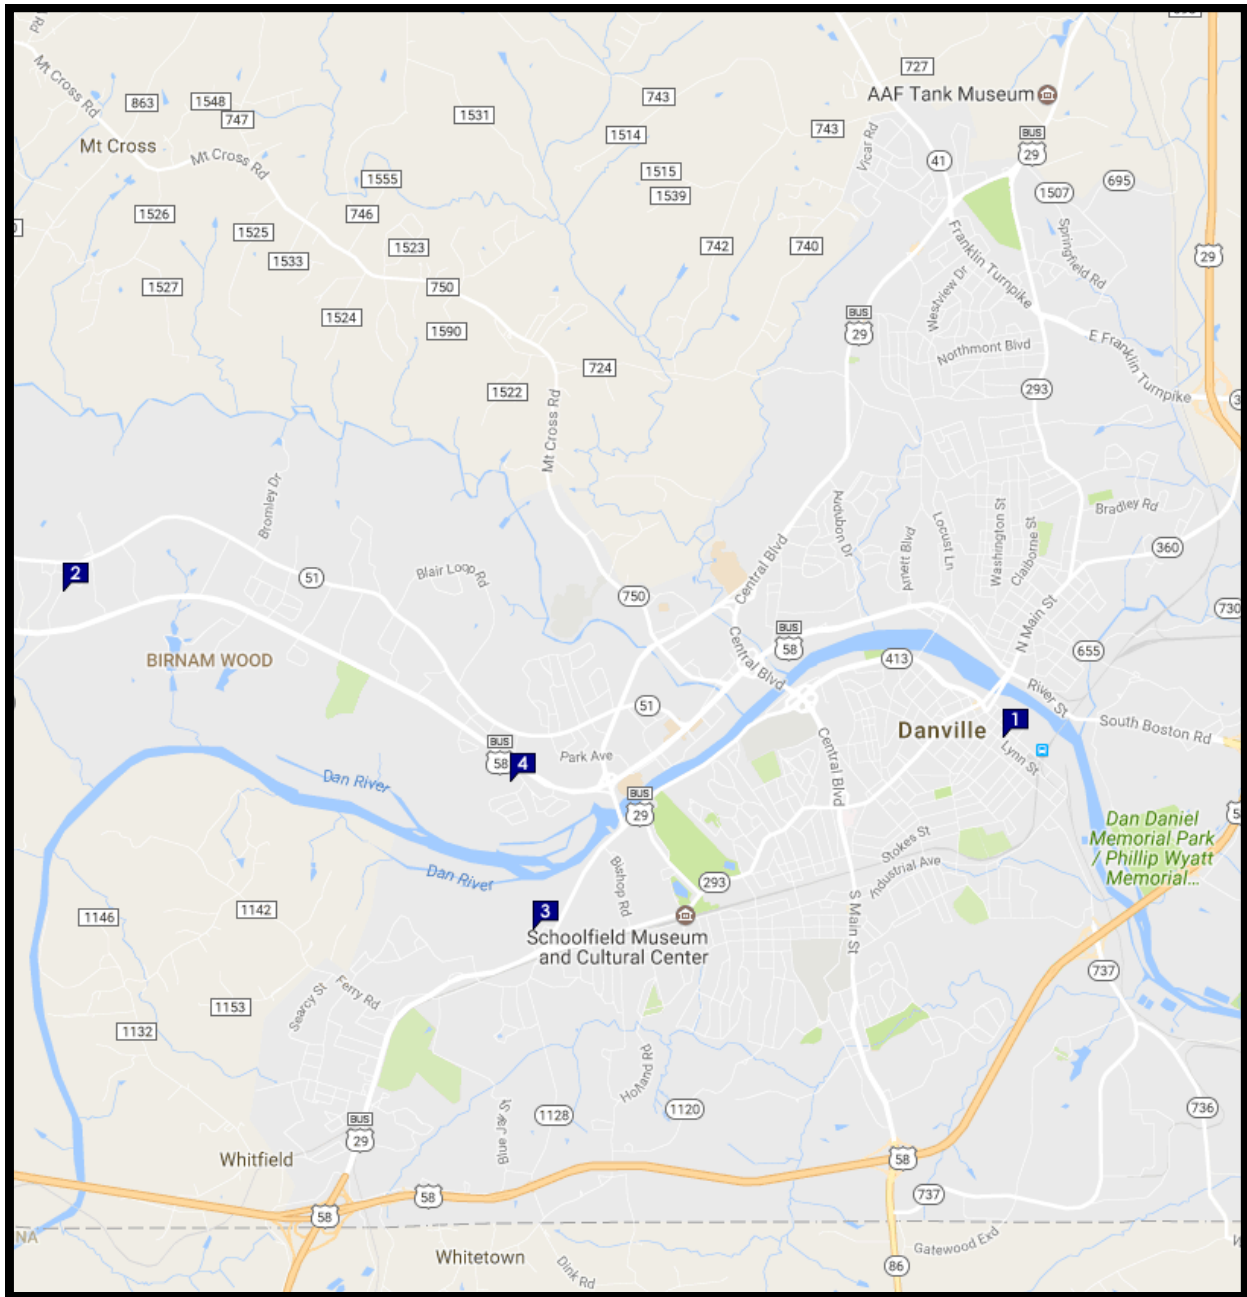 Rd
727
AAF Tank Museum
Mt Cross Rd
863
1548
747
743
1531
1514
743
Vicar Rd
BUS
29
Mt Cross
Mt Cross Rd
41
1555
1515
1539
1507
695
1526
746
1525
1523
742
740
Franklin Turnpike
Springfield Rd
29
1533
1527
750
Westview Dr
1524
1590
BUS
29
Northmont Blvd
E Franklin Turnpike
724
1522
293
Mt Cross Rd
Bromley Dr
Audubon Dr
Arnett Blvd
Locust Ln
Washington St
Claiborne St
Bradley Rd
360
2
51
Blair Loop Rd
750
Central Blvd
730
N Main St
BUS
58
BIRNAM WOOD
Central Blvd
413
655
River St
51
1
Danville
South Boston Rd
BUS
58
4
Park Ave
Central Blvd
Lynn St
Dan River
BUS
29
Dan Daniel
Memorial Park
/ Phillip Wyatt
Memorial...
Stokes St
Industrial Ave
Dan River
Bishop Rd
293
3
1146
1142
S Main St
Schoolfield Museum
and Cultural Center
737
Searcy St
Ferry Rd
1153
1132
Holland Rd
1128
1120
736
BUS
29
Whitfield
58
58
737
58
NA
Whitetown
Gatewood Exd
86
Dink Rd